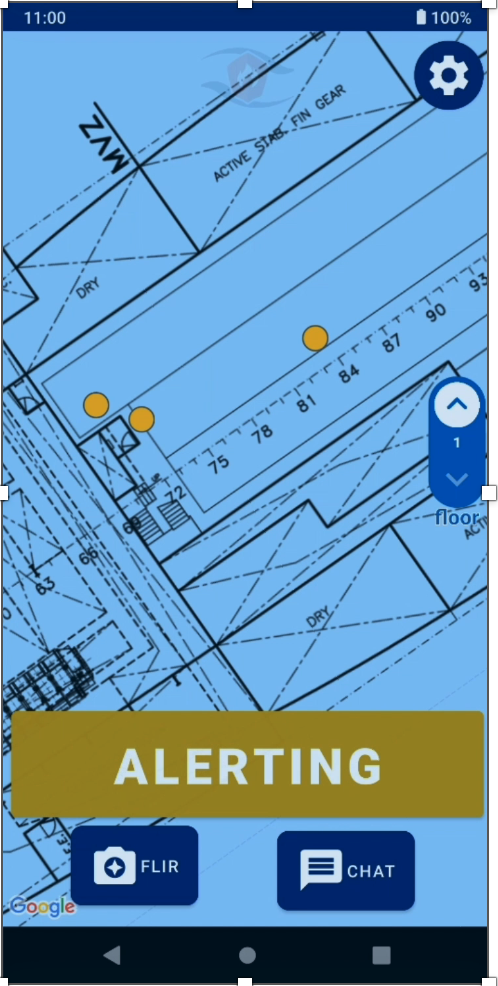 11:00 100%
ACTIVE STAB. FIN GEAR
MVZ
DRY
93
90
87
84
81
78
75
72
69
66
63
1
floor
DRY
ALERTING
FLIR
CHAT
Google